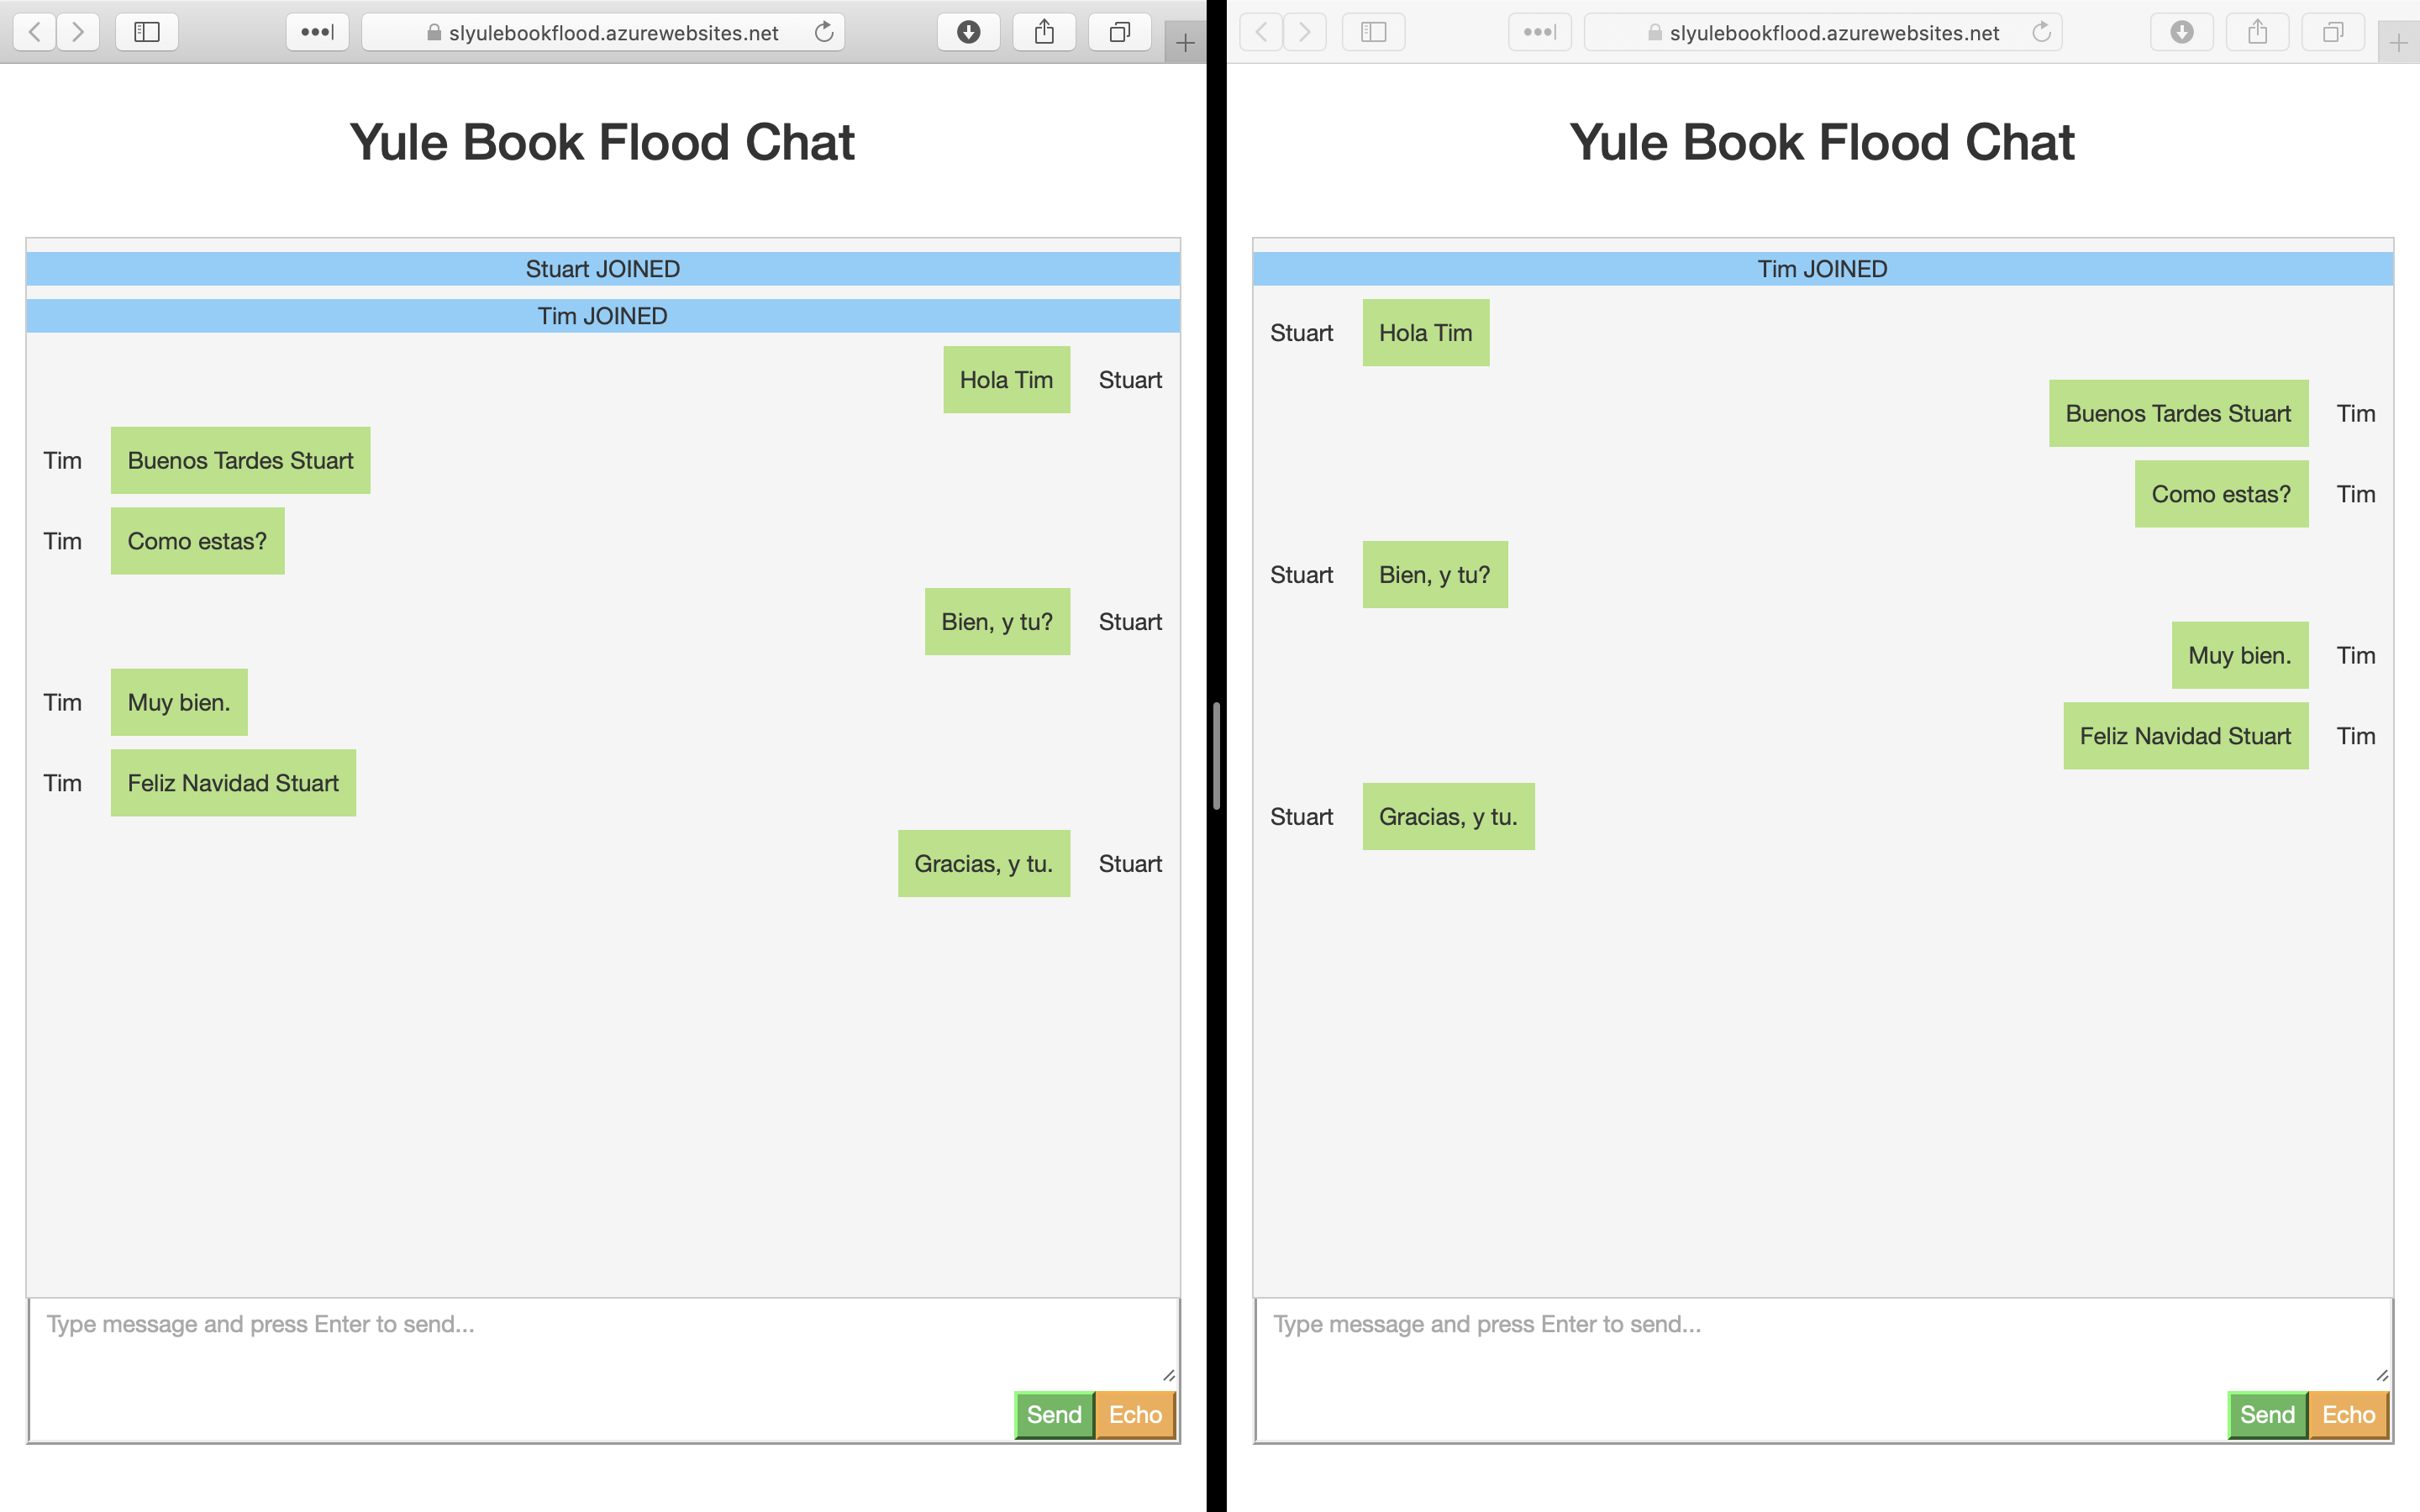 slyulebookflood.azurewebsites.net
Yule Book Flood Chat
Stuart JOINED
Tim JOINED
Hola Tim Stuart
Tim Buenos Tardes Stuart
Tim Como estas?
Bien, y tu? Stuart
Tim Muy bien.
Tim Feliz Navidad Stuart
Gracias, y tu. Stuart
Type message and press Enter to send...
Send Echo
slyulebookflood.azurewebsites.net
Yule Book Flood Chat
Tim JOINED
Stuart Hola Tim
Buenos Tardes Stuart Tim
Como estas? Tim
Stuart Bien, y tu?
Muy bien. Tim
Feliz Navidad Stuart Tim
Stuart Gracias, y tu.
Type message and press Enter to send...
Send Echo